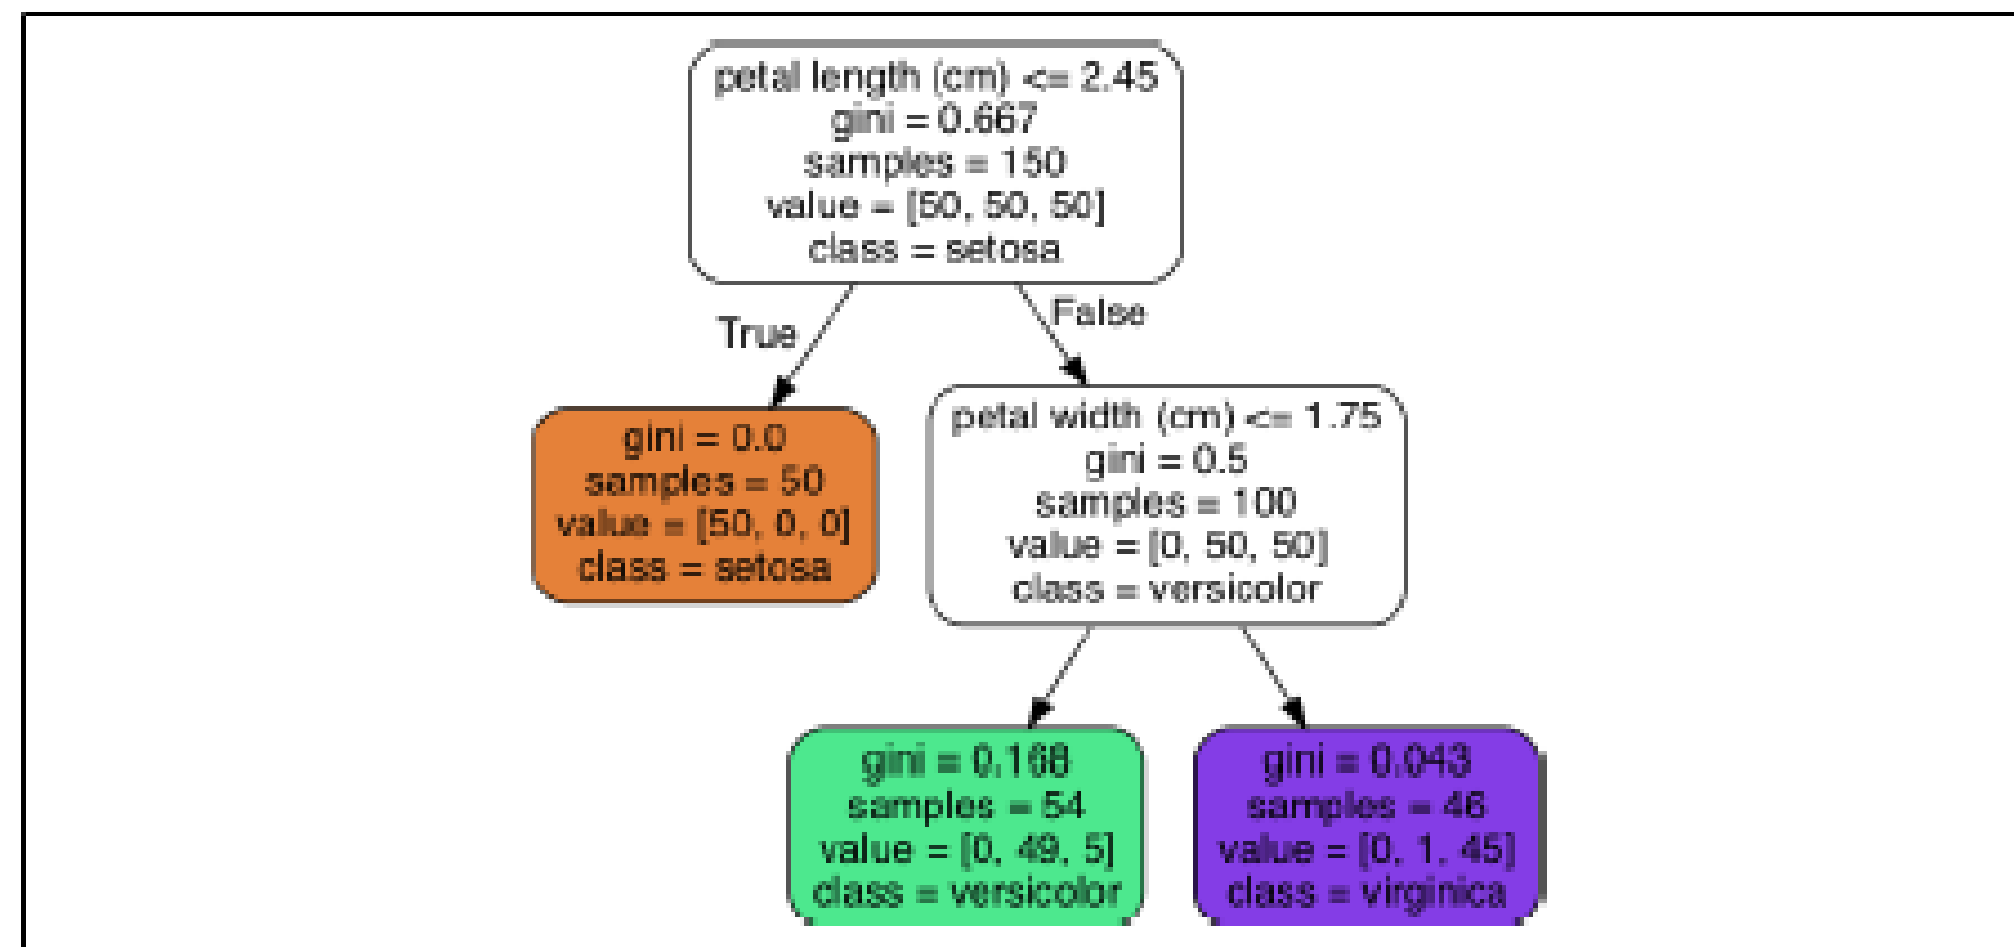 petal length (cm) <= 2.45
gini = 0.667
samples = 150
value = [50, 50, 50]
class = setosa
True
False
gini = 0.0
samples = 50
value = [50, 0, 0]
class = setosa
petal width (cm) <= 1.75
gini = 0.5
samples = 100
value = [0, 50, 50]
class = versicolor
gini = 0.168
samples = 54
value = [0, 49, 5]
class = versicolor
gini = 0.043
samples = 46
value = [0, 1, 45]
class = virginica